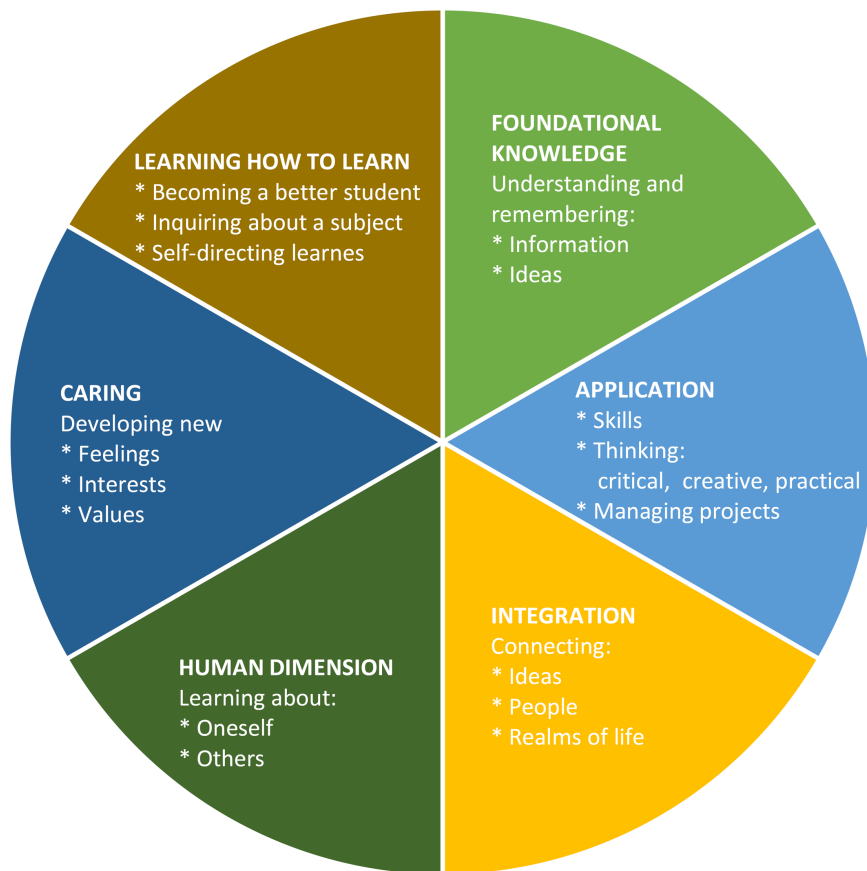 FOUNDATIONAL
KNOWLEDGE
Understanding and
remembering:
* Information
* Ideas
APPLICATION
* Skills
* Thinking:
critical, creative, practical
* Managing projects
INTEGRATION
Connecting:
* Ideas
* People
* Realms of life
HUMAN DIMENSION
Learning about:
* Oneself
* Others
CARING
Developing new
* Feelings
* Interests
* Values
LEARNING HOW TO LEARN
* Becoming a better student
* Inquiring about a subject
* Self-directing learnes